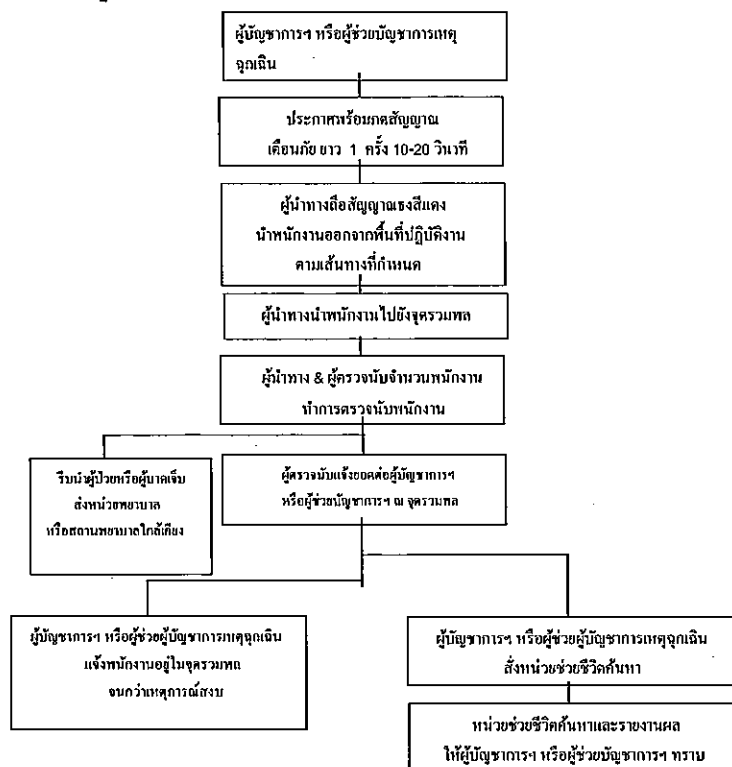 ผู้บัญชาการฯ หรือผู้ช่วยบัญชาการเหตุ
ฉุกเฉิน
ประกาศพร้อมกดสัญญาณ
เตือนภัย ยาว 1 ครั้ง 10-20 วินาที
ผู้นำทางถือสัญญาณธงสีแดง
นำพนักงานออกจากพื้นที่ปฏิบัติงาน
ตามเส้นทางที่กำหนด
ผู้นำทางนำพนักงานไปยังจุดรวมพล
ผู้นำทาง & ผู้ตรวจนับจำนวนพนักงาน
ทำการตรวจนับพนักงาน
รีบนำผู้ป่วยหรือผู้บาดเจ็บ
ส่งหน่วยพยาบาล
หรือสถานพยาบาลใกล้เคียง
ผู้ตรวจนับแจ้งยอดต่อผู้บัญชาการฯ
หรือผู้ช่วยบัญชาการฯ ณ จุดรวมพล
ผู้บัญชาการฯ หรือผู้ช่วยผู้บัญชาการเหตุฉุกเฉิน
แจ้งพนักงานอยู่ในจุดรวมพล
จนกว่าเหตุการณ์สงบ
ผู้บัญชาการฯ หรือผู้ช่วยผู้บัญชาการเหตุฉุกเฉิน
สั่งหน่วยช่วยชีวิตค้นหา
หน่วยช่วยชีวิตค้นหาและรายงานผล
ให้ผู้บัญชาการฯ หรือผู้ช่วยบัญชาการฯ ทราบ